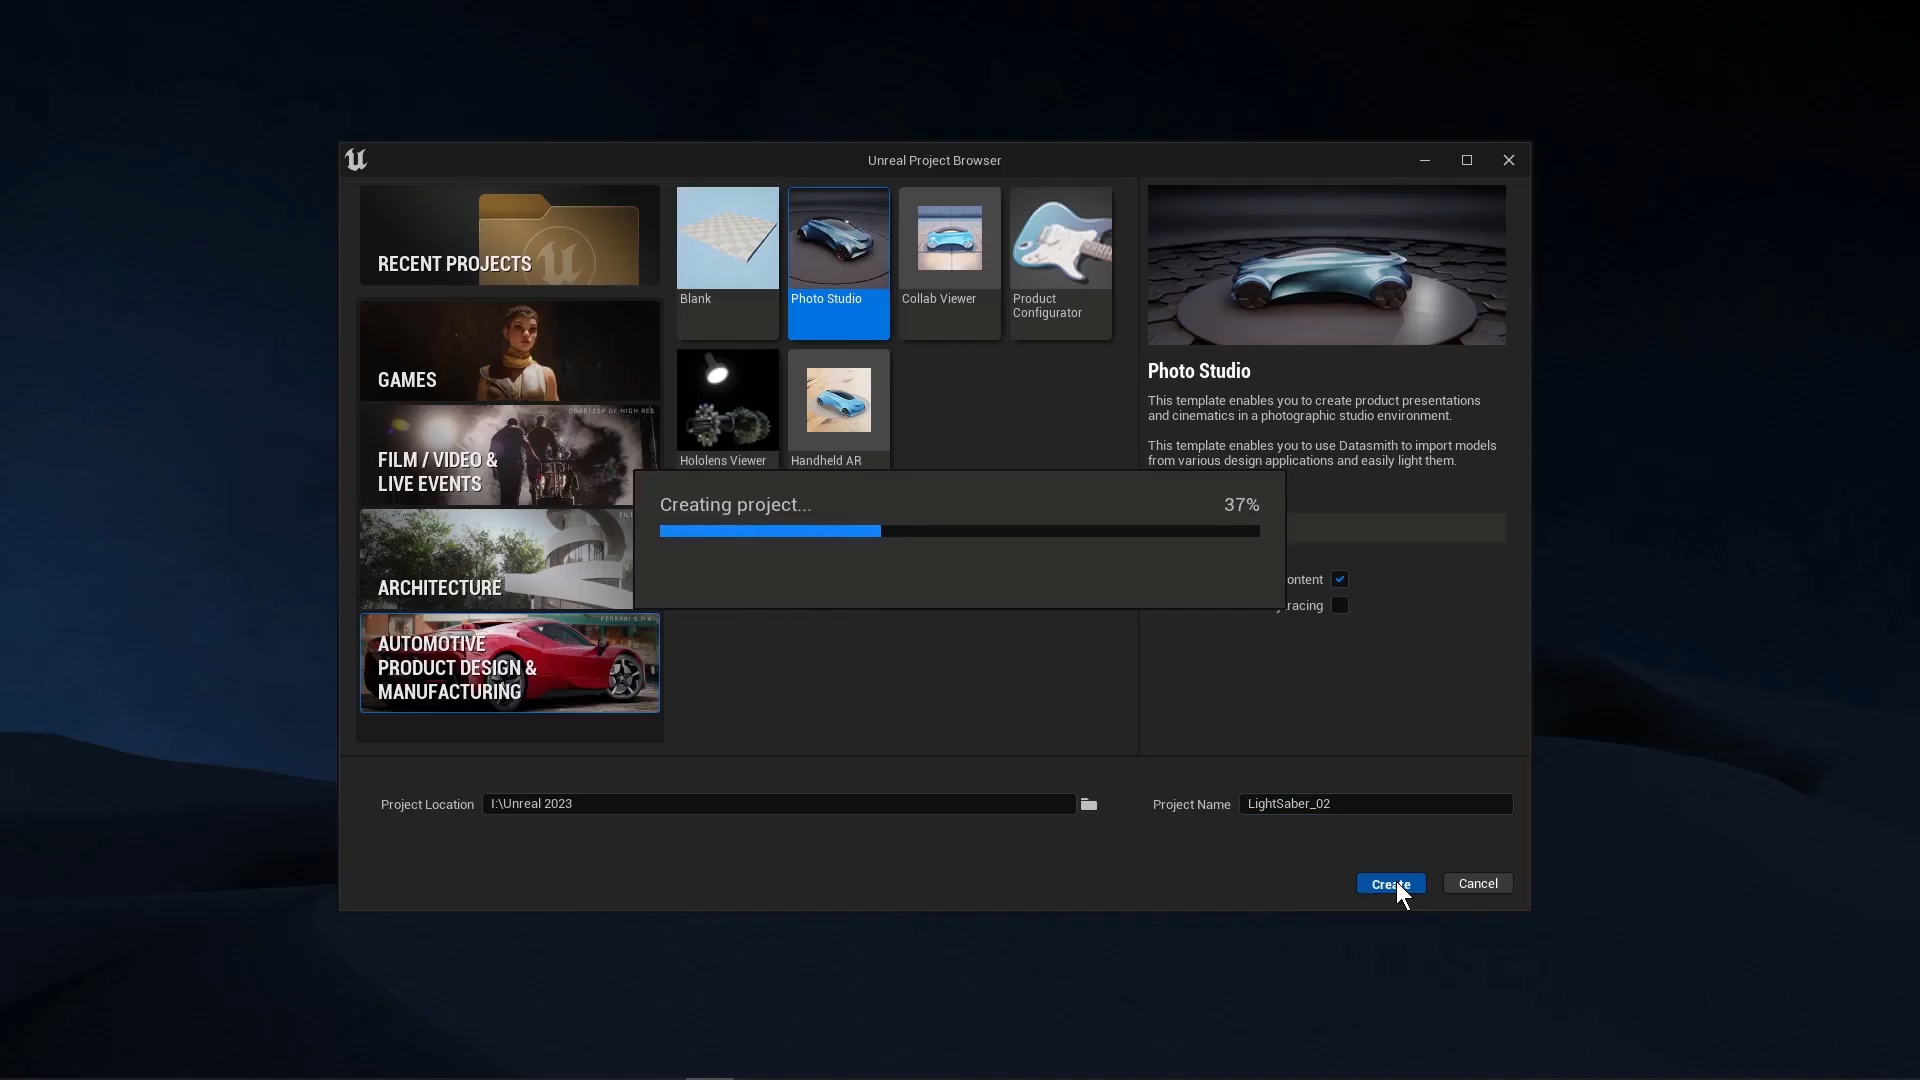 Unreal Project Browser
RECENT PROJECTS
GAMES
COURTESY OF HIGH RES
FILM / VIDEO &
LIVE EVENTS
ARCHITECTURE
FERRARI S.P.A.
AUTOMOTIVE
PRODUCT DESIGN &
MANUFACTURING
Blank
Photo Studio
Collab Viewer
Product
Configurator
Hololens Viewer
Handheld AR
Photo Studio
This template enables you to create product presentations
and cinematics in a photographic studio environment.
This template enables you to use Datasmith to import models
from various design applications and easily light them.
Creating project...
37%
ontent
racing
Project Location
I:\Unreal 2023
Project Name
LightSaber_02
Create
Cancel